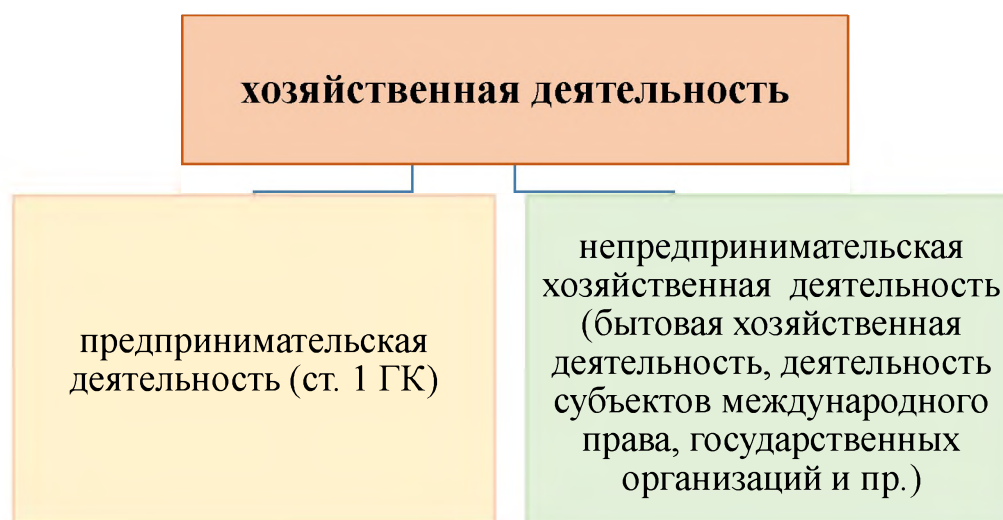 хозяйственная деятельность
предпринимательская
деятельность (ст. 1 ГК)
непредпринимательская
хозяйственная деятельность
(бытовая хозяйственная
деятельность, деятельность
субъектов международного
права, государственных
организаций и пр.)